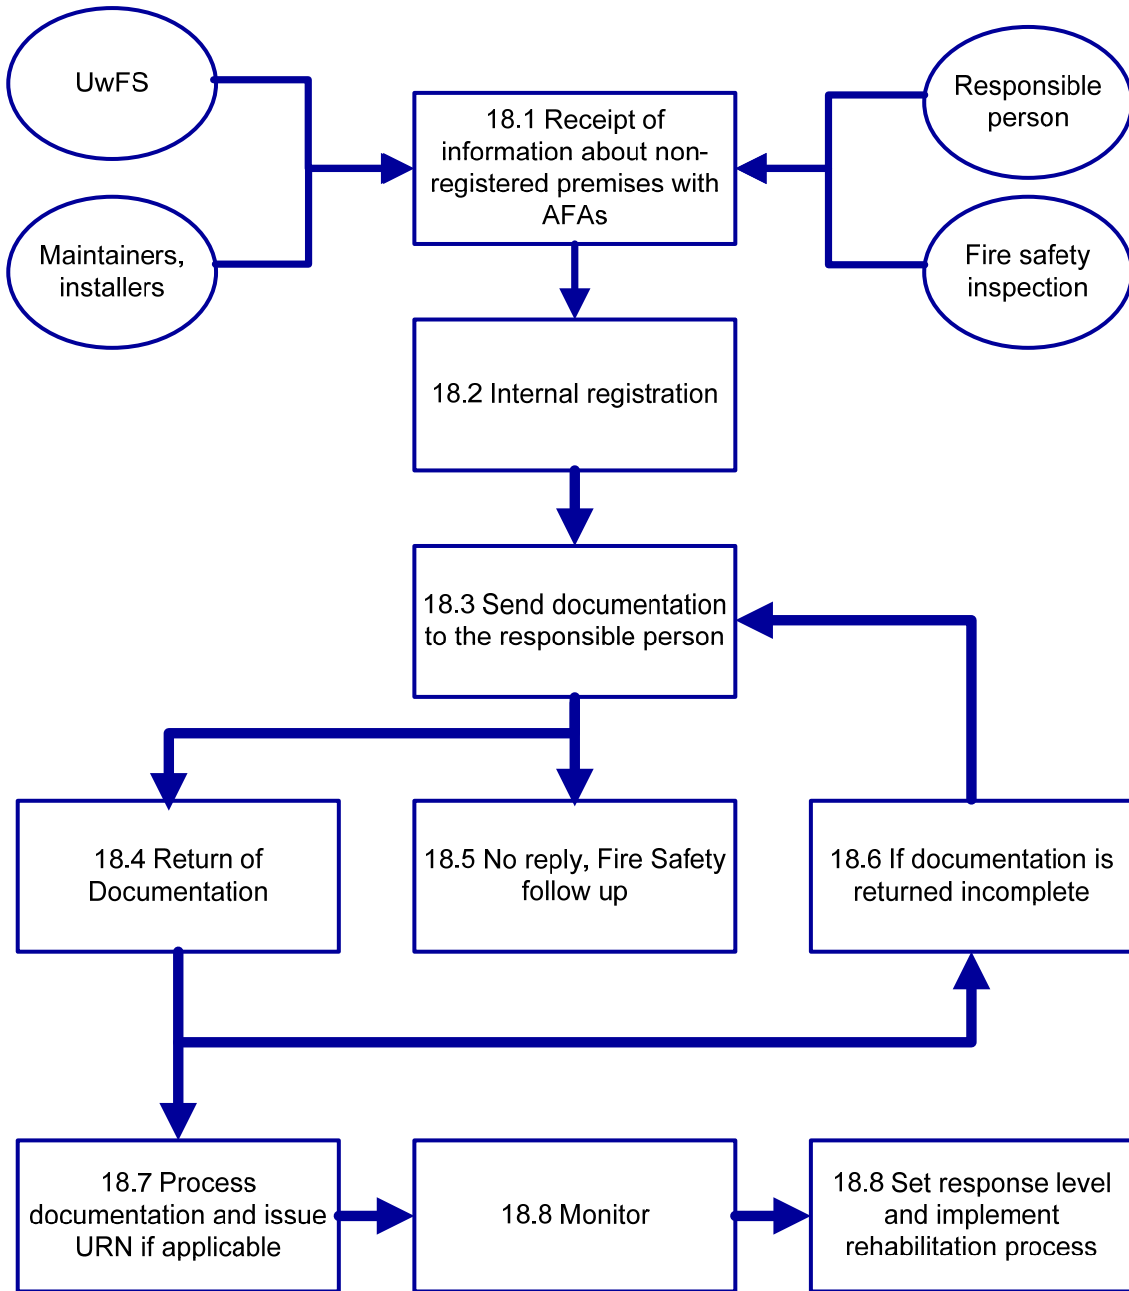 UwFS
Maintainers,
installers
18.1 Receipt of
information about non-
registered premises with
AFAs
Responsible
person
Fire safety
inspection
18.2 Internal registration
18.3 Send documentation
to the responsible person
18.4 Return of
Documentation
18.5 No reply, Fire Safety
follow up
18.6 If documentation is
returned incomplete
18.7 Process
documentation and issue
URN if applicable
18.8 Monitor
18.8 Set response level
and implement
rehabilitation process